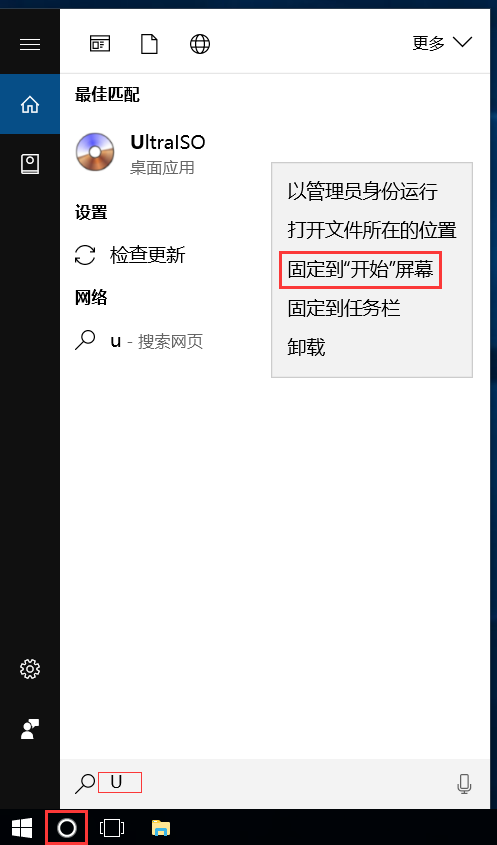 更多
最佳匹配
UltraISO
桌面应用
设置
检查更新
网络
u - 搜索网页
以管理员身份运行
打开文件所在的位置
固定到“开始”屏幕
固定到任务栏
卸载
U